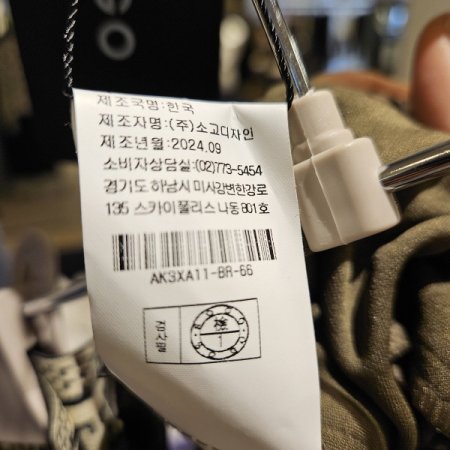 제조국명:한국
제조자명:(주)소고디자인
제조년월:2024.09
소비자상담실:(02)773-5454
경기도 하남시 미사강변한강로
135 스카이폴리스 나동 801호
AK3XA11-BR-66
검사필